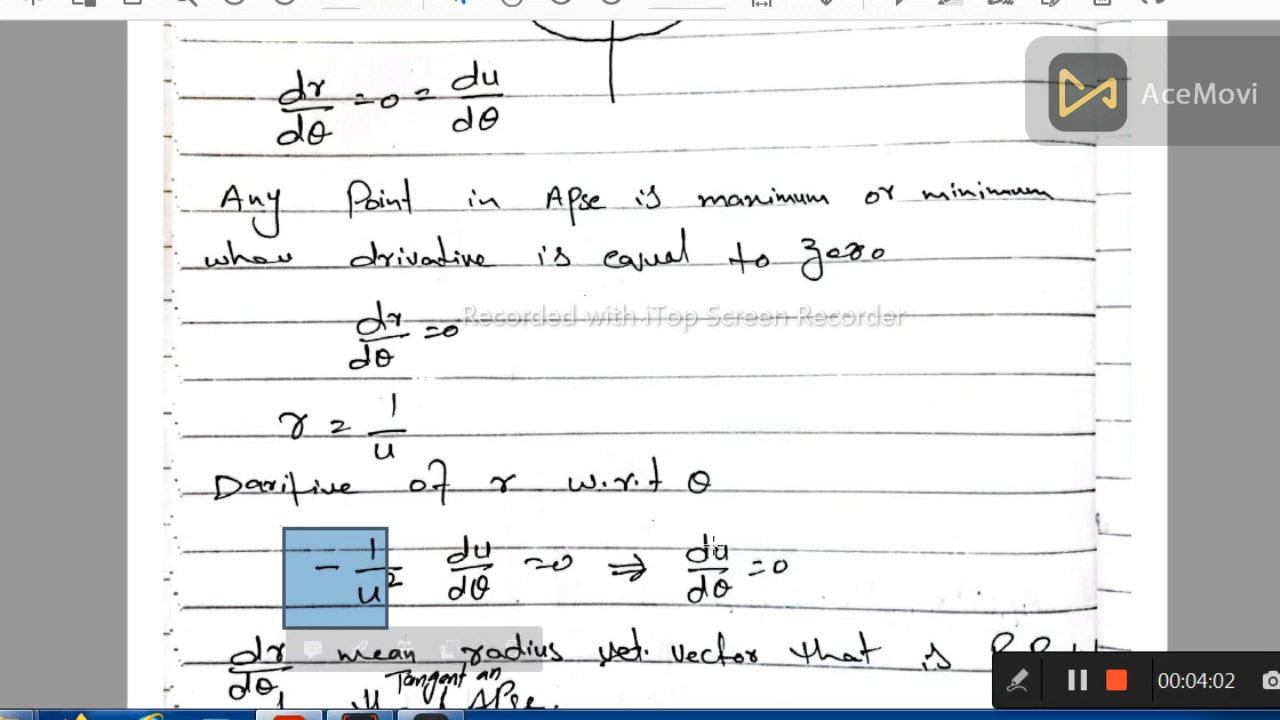 AceMovi
dr/dθ = 0 = du/dθ
Any Point in Apse is maximum or minimum
when drivative is equal to zero
dr/dθ = 0
Recorded with iTop Screen Recorder
r = 1/u
Darifive of r w.r.t θ
- 1/u² du/dθ = 0 ⇒ du/dθ = 0
dr/dθ mean radius vector that is
Tangent an
Apse.
00:04:02